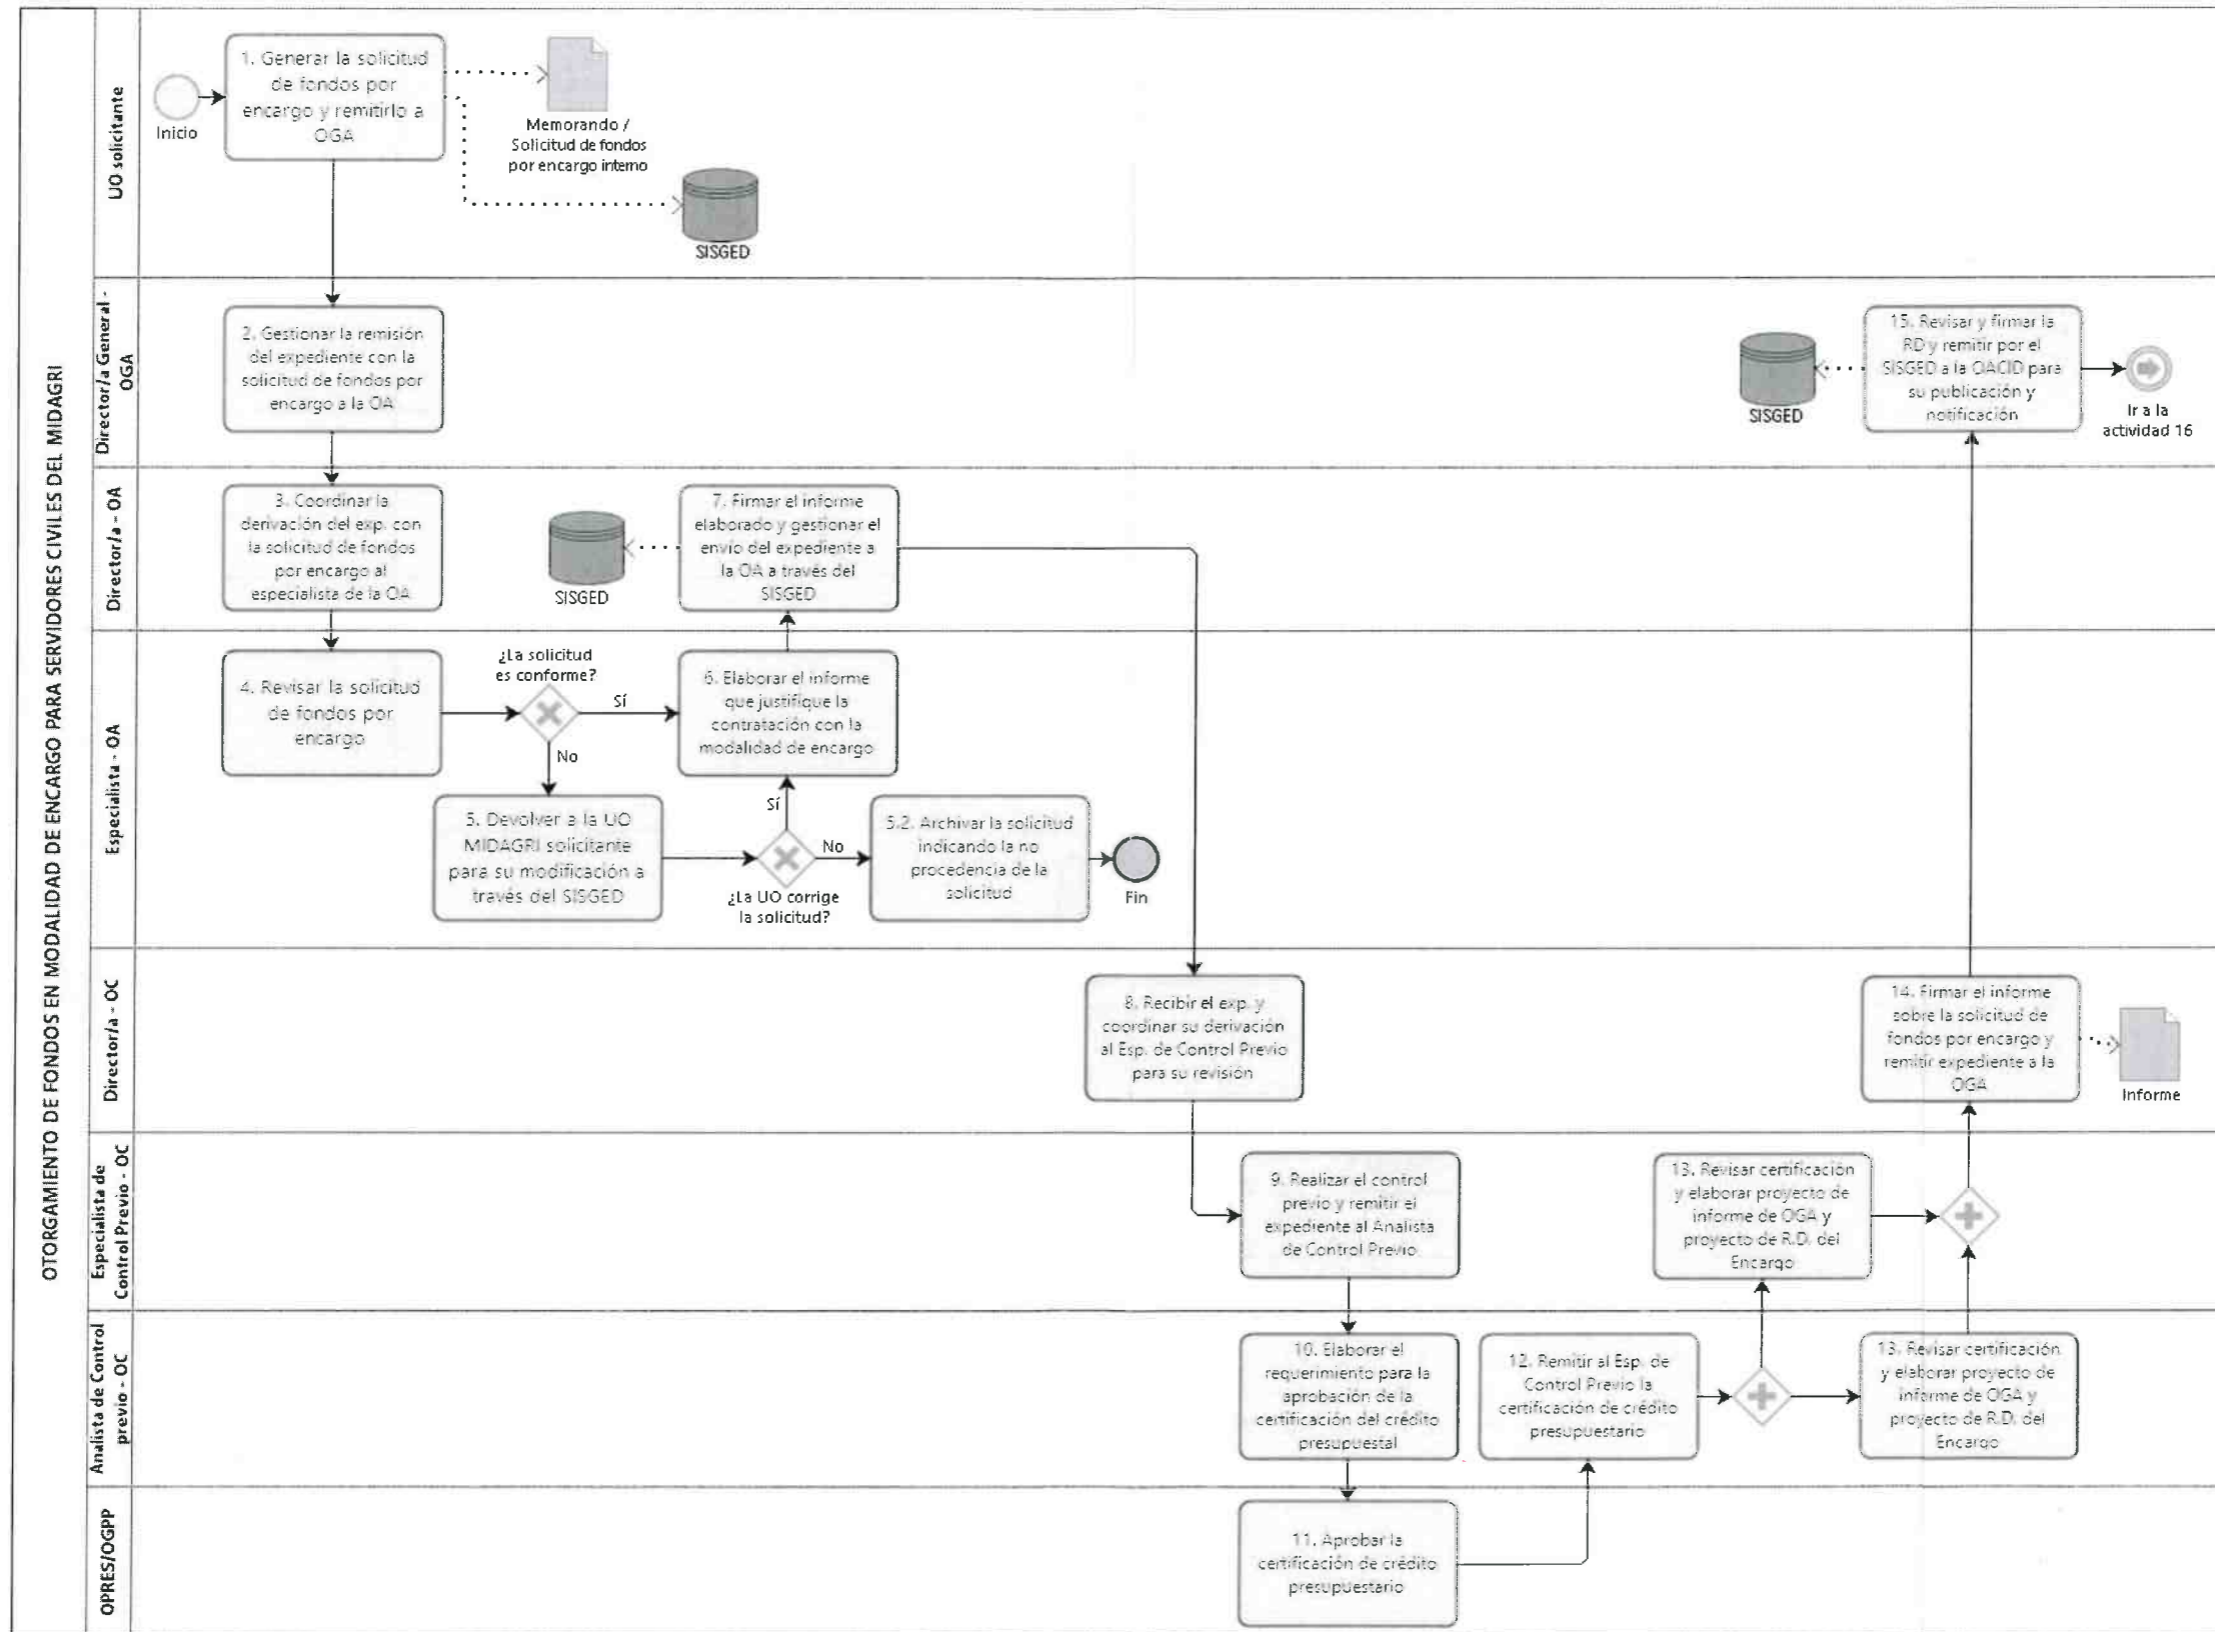 OTORGAMIENTO DE FONDOS EN MODALIDAD DE ENCARGO PARA SERVIDORES CIVILES DEL MIDAGRI
UO solicitante
Inicio
1. Generar la solicitud
de fondos por
encargo y remitirlo a
OGA
Memorando /
Solicitud de fondos
por encargo interno
SISGED
Director/a General -
OGA
2. Gestionar la remisión
del expediente con la
solicitud de fondos por
encargo a la OA
SISGED
15. Revisar y firmar la
RD y remitir por el
SISGED a la OACID para
su publicación y
notificación
Ir a la
actividad 16
Director/a - OA
3. Coordinar la
derivación del exp. con
la solicitud de fondos
por encargo al
especialista de la OA
SISGED
7. Firmar el informe
elaborado y gestionar el
envío del expediente a
la OA a través del
SISGED
Especialista - OA
4. Revisar la solicitud
de fondos por
encargo
¿La solicitud
es conforme?
Sí
No
6. Elaborar el informe
que justifique la
contratación con la
modalidad de encargo
5. Devolver a la UO
MIDAGRI solicitante
para su modificación a
través del SISGED
Sí
No
¿La UO corrige
la solicitud?
5.2. Archivar la solicitud
indicando la no
procedencia de la
solicitud
Fin
Director/a - OC
8. Recibir el exp. y
coordinar su derivación
al Esp. de Control Previo
para su revisión
14. Firmar el informe
sobre la solicitud de
fondos por encargo y
remitir expediente a la
OGA
Informe
Especialista de
Control Previo - OC
9. Realizar el control
previo y remitir el
expediente al Analista
de Control Previo
13. Revisar certificación
y elaborar proyecto de
informe de OGA y
proyecto de R.D. del
Encargo
Analista de Control
previo - OC
10. Elaborar el
requerimiento para la
aprobación de la
certificación del crédito
presupuestal
12. Remitir al Esp. de
Control Previo la
certificación de crédito
presupuestario
13. Revisar certificación
y elaborar proyecto de
informe de OGA y
proyecto de R.D. del
Encargo
OPRES/OGPP
11. Aprobar la
certificación de crédito
presupuestario